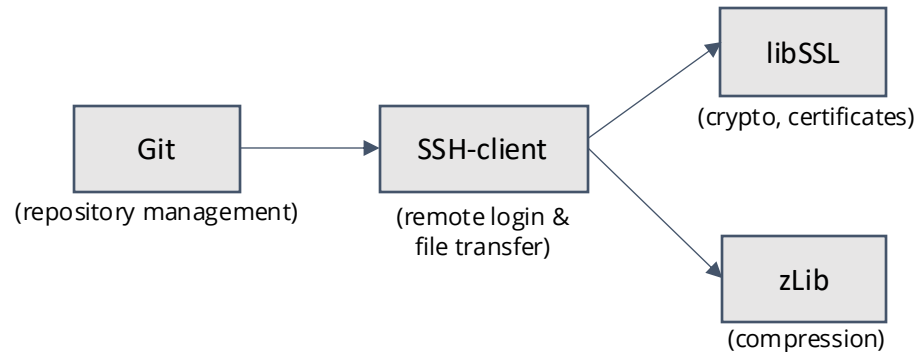 Git
(repository management)
SSH-client
(remote login &
file transfer)
libSSL
(crypto, certificates)
zLib
(compression)